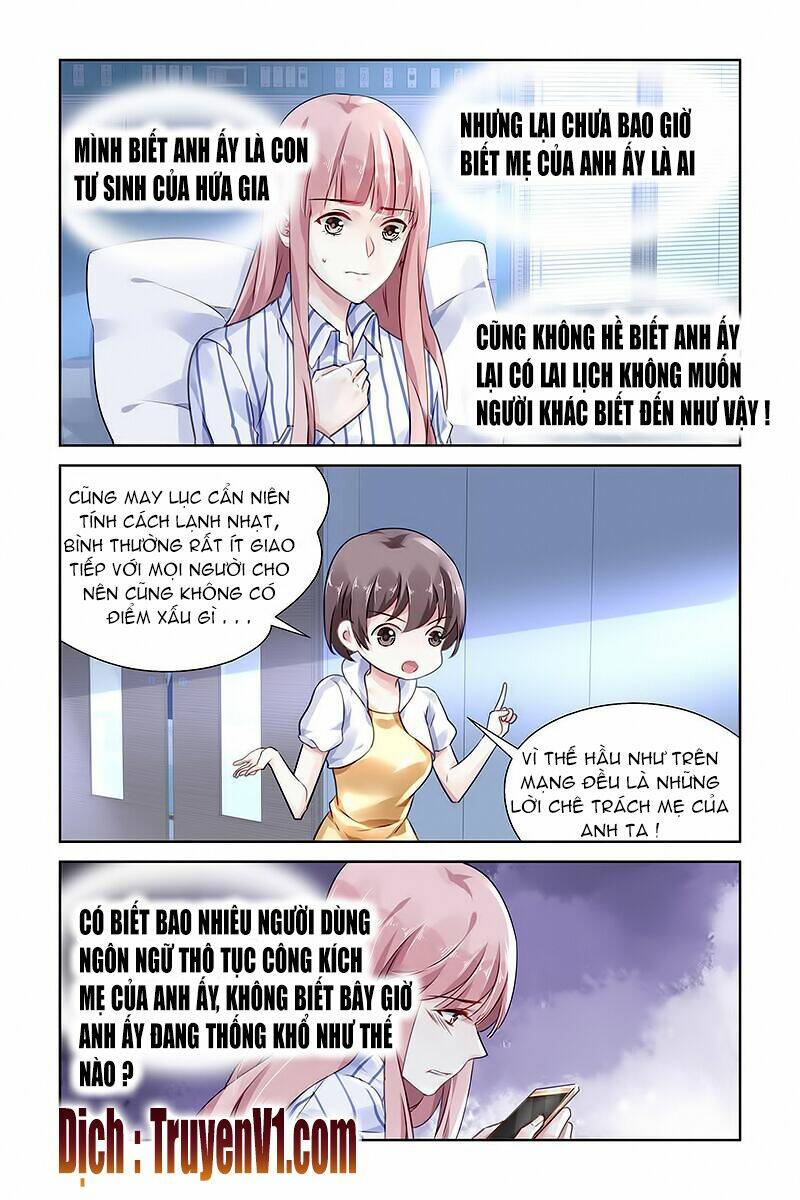 MÌNH BIẾT ANH ẤY LÀ CON
TƯ SINH CỦA HỨA GIA
NHƯNG LẠI CHƯA BAO GIỜ
BIẾT MẸ CỦA ANH ẤY LÀ AI
CŨNG KHÔNG HỀ BIẾT ANH ẤY
LẠI CÓ LAI LỊCH KHÔNG MUỐN
NGƯỜI KHÁC BIẾT ĐẾN NHƯ VẬY !
CŨNG MAY LỤC CẨN NIÊN
TÍNH CÁCH LẠNH NHẠT,
BÌNH THƯỜNG RẤT ÍT GIAO
TIẾP VỚI MỌI NGƯỜI CHO
NÊN CŨNG KHÔNG CÓ
ĐIỂM XẤU GÌ . . .
VÌ THẾ HẦU NHƯ TRÊN
MẠNG ĐỀU LÀ NHỮNG
LỜI CHÊ TRÁCH MẸ CỦA
ANH TA !
CÓ BIẾT BAO NHIÊU NGƯỜI DÙNG
NGÔN NGỮ THÔ TỤC CÔNG KÍCH
MẸ CỦA ANH ẤY, KHÔNG BIẾT BÂY GIỜ
ANH ẤY ĐANG THỐNG KHỔ NHƯ THẾ
NÀO ?
Dịch : TruyenV1.com